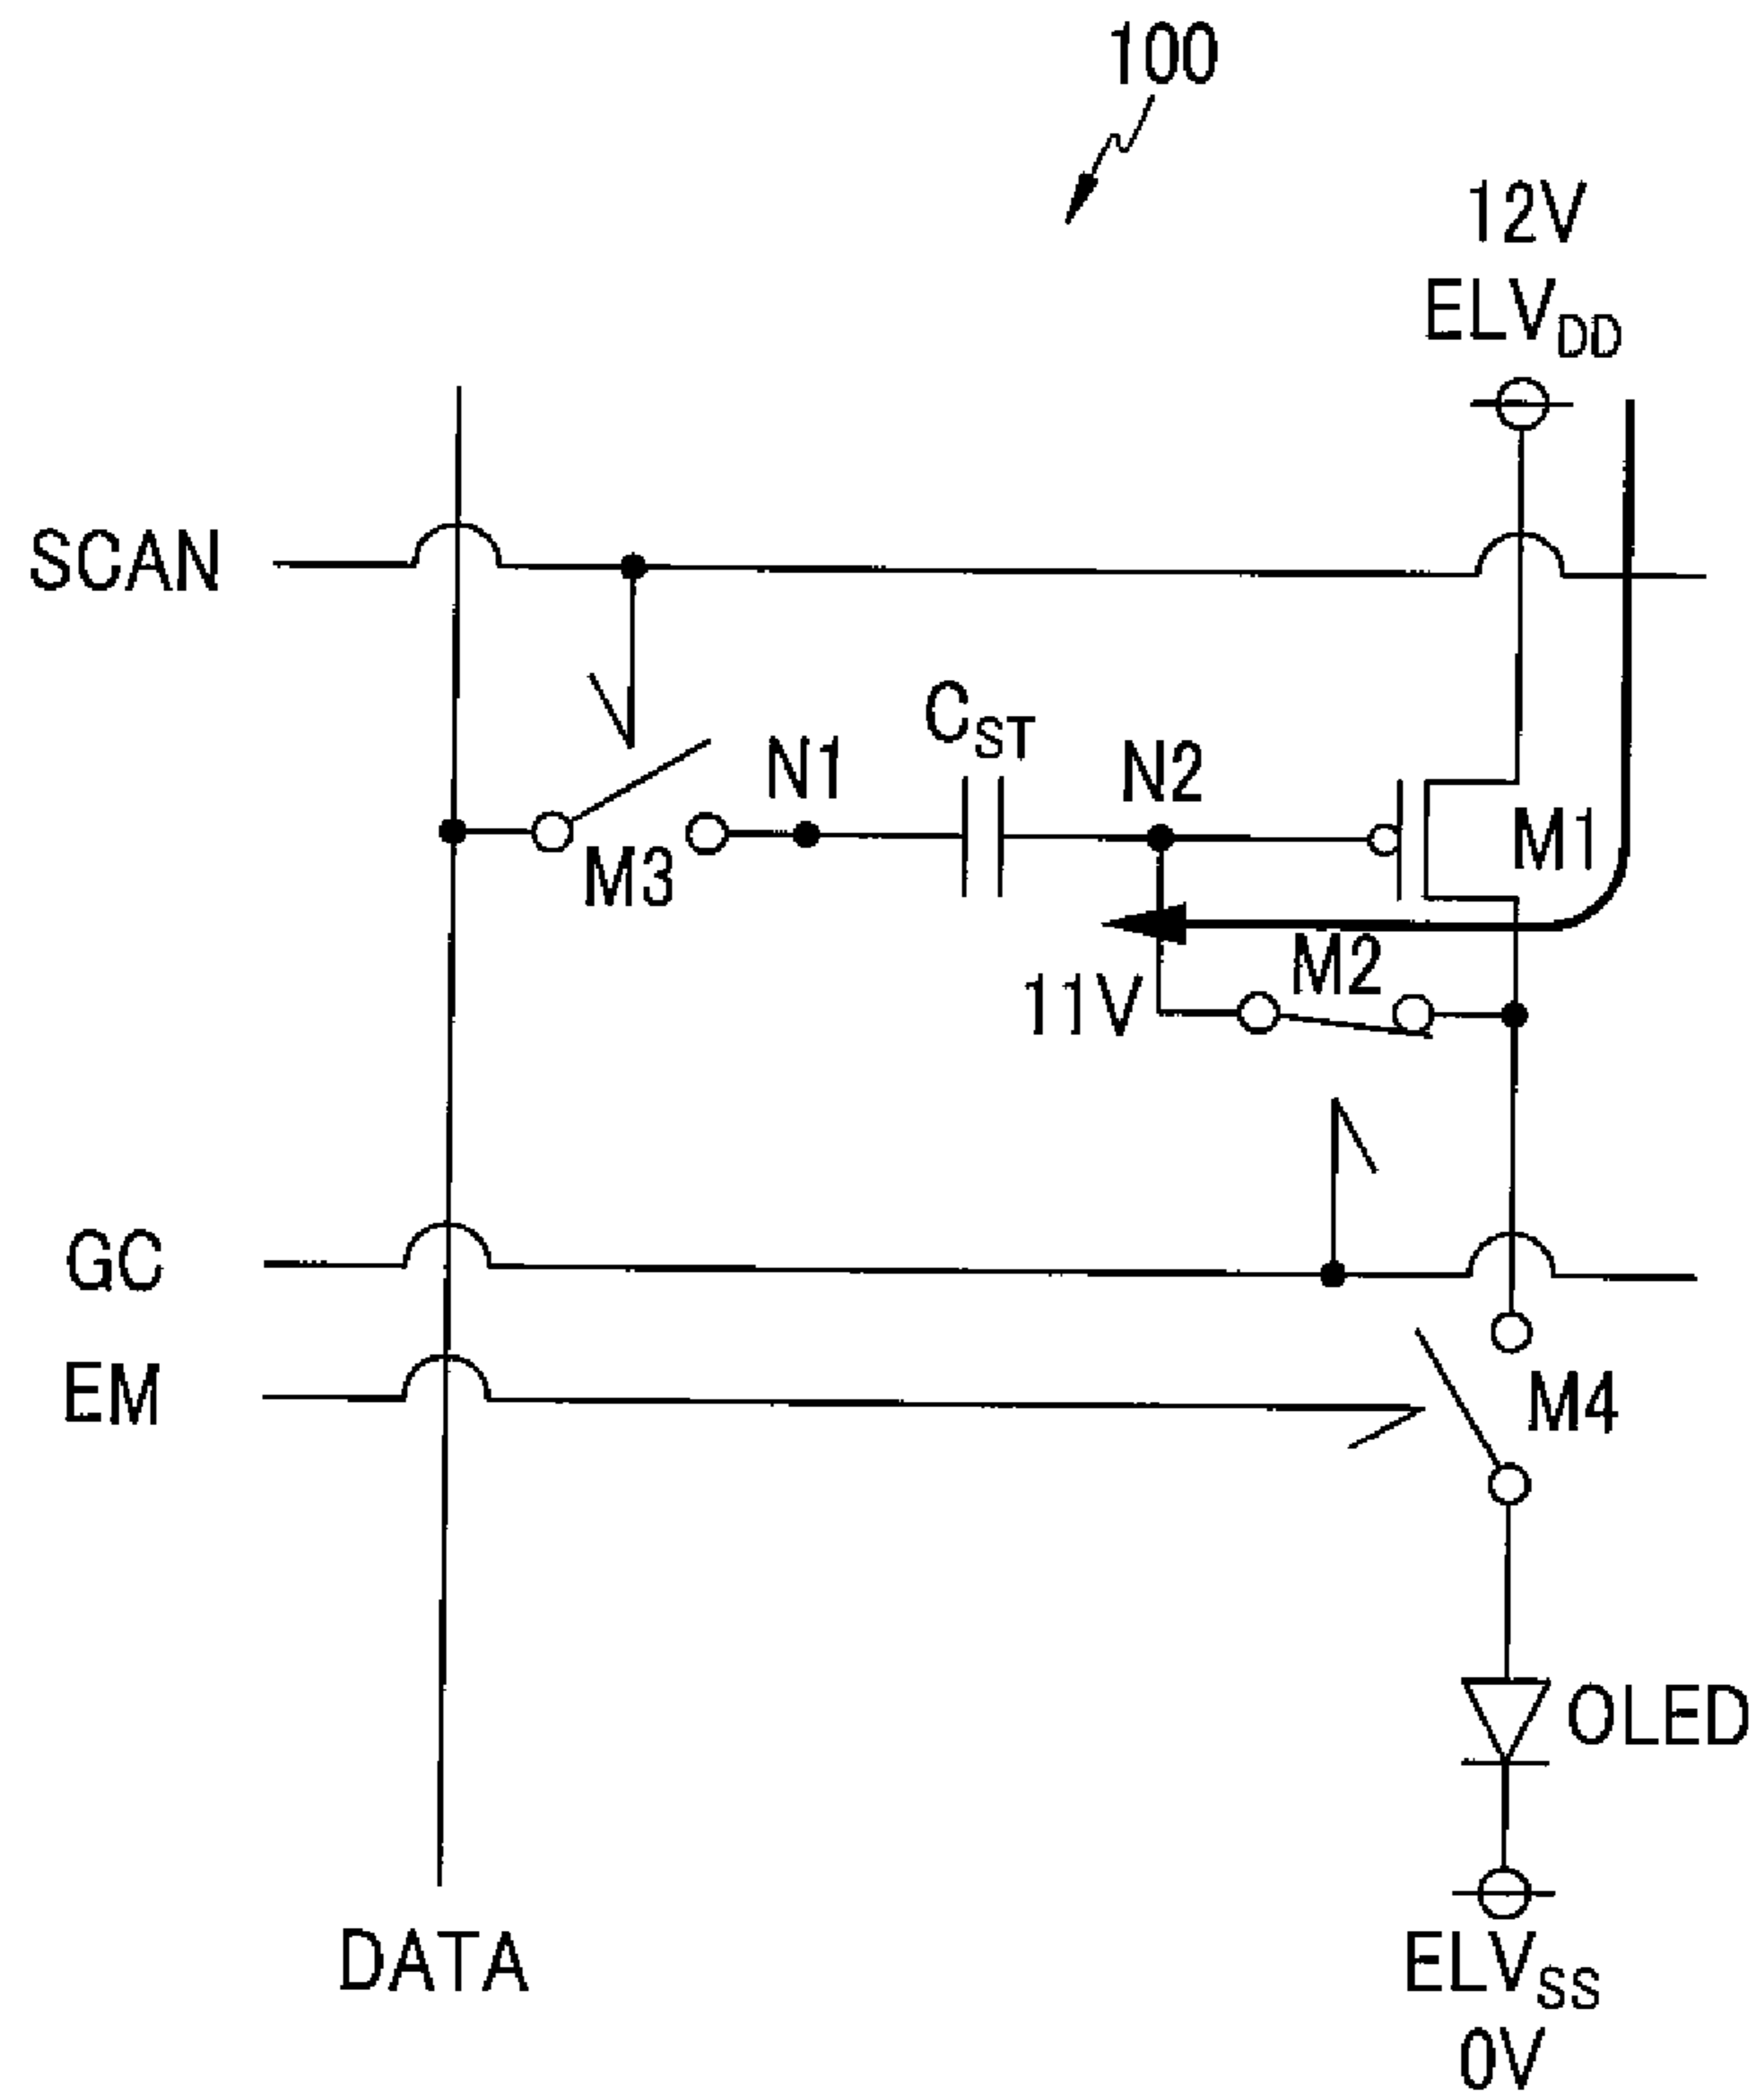 100
12V
ELVDD
SCAN
CST
N1
N2
M1
M3
M2
11V
GC
EM
M4
OLED
DATA
ELVSS
0V